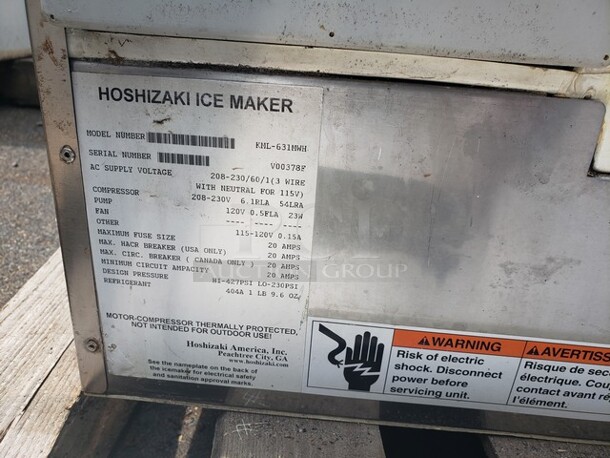 HOSHIZAKI ICE MAKER
MODEL NUMBER KML-631MWH
SERIAL NUMBER V00378F
AC SUPPLY VOLTAGE 208-230/60/1(3 WIRE
WITH NEUTRAL FOR 115V)
COMPRESSOR 208-230V 6.1RLA 54LRA
PUMP 120V 0.5FLA 23W
FAN ---- ---- ----
OTHER 115-120V 0.15A
MAXIMUM FUSE SIZE 20 AMPS
MAX. HACR BREAKER (USA ONLY) 20 AMPS
MAX. CIRC. BREAKER ( CANADA ONLY ) 20 AMPS
MINIMUM CIRCUIT AMPACITY 20 AMPS
DESIGN PRESSURE HI-427PSI LO-230PSI
REFRIGERANT 404A 1 LB 9.6 OZ
AUCTION GROUP
MOTOR-COMPRESSOR THERMALLY PROTECTED,
NOT INTENDED FOR OUTDOOR USE!
Hoshizaki America, Inc.
Peachtree City, GA
www.hoshizaki.com
See the nameplate on the back of
the icemaker for electrical safety
and sanitation approval marks.
WARNING
Risk of electric
shock. Disconnect
power before
servicing unit.
AVERTISS
Risque de sec
électrique. Cou
contact avant ré
l'élément.